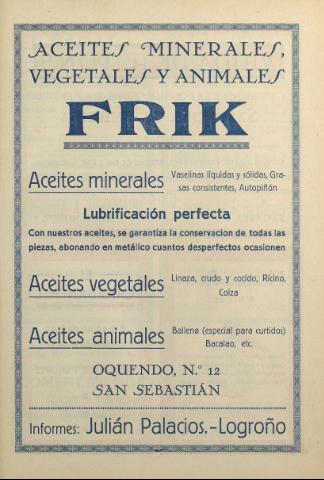 ACEITES MINERALES,
VEGETALES Y ANIMALES
FRIK
Aceites minerales
Vaselinas líquidas y sólidas, Gra-
sas consistentes, Autopiñón
Lubrificación perfecta
Con nuestros aceites, se garantiza la conservacion de todas las
piezas, abonando en metálico cuantos desperfectos ocasionen
Aceites vegetales
Linaza, crudo y cocido, Ricino,
Colza
Aceites animales
Ballena (especial para curtidos)
Bacalao, etc.
OQUENDO, N.º 12
SAN SEBASTIÁN
Informes: Julián Palacios.-Logroño